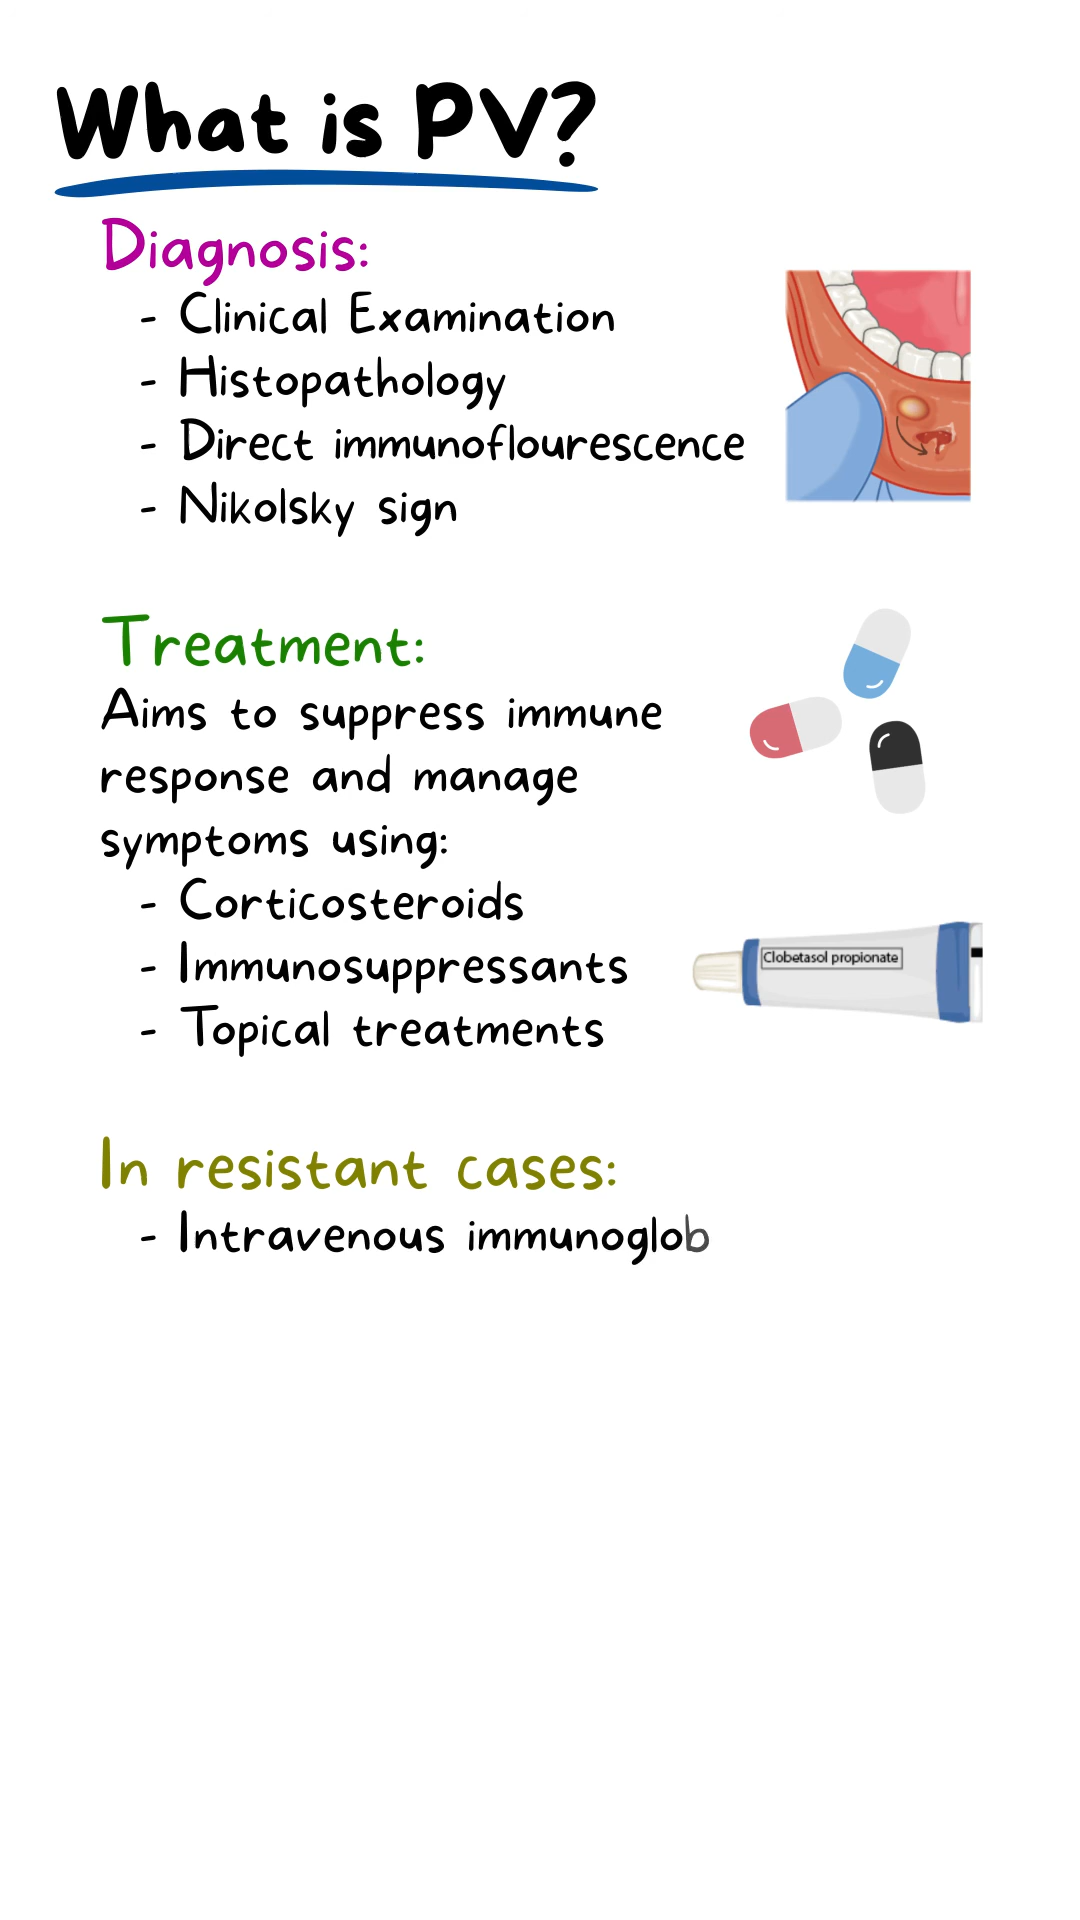 What is PV?
Diagnosis:
- Clinical Examination
- Histopathology
- Direct immunoflourescence
- Nikolsky sign
Treatment:
Aims to suppress immune
response and manage
symptoms using:
- Corticosteroids
- Immunosuppressants
Clobetasol propionate
- Topical treatments
In resistant cases:
- Intravenous immunoglob